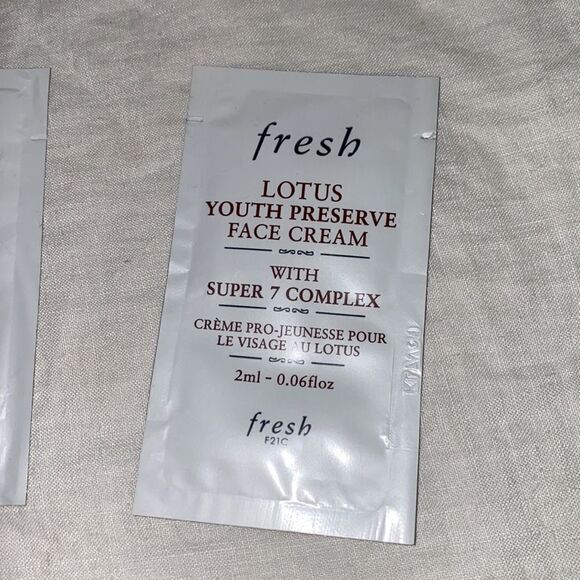 fresh
LOTUS
YOUTH PRESERVE
FACE CREAM
WITH
SUPER 7 COMPLEX
CRÈME PRO-JEUNESSE POUR
LE VISAGE AU LOTUS
2ml - 0.06floz
fresh
F21C